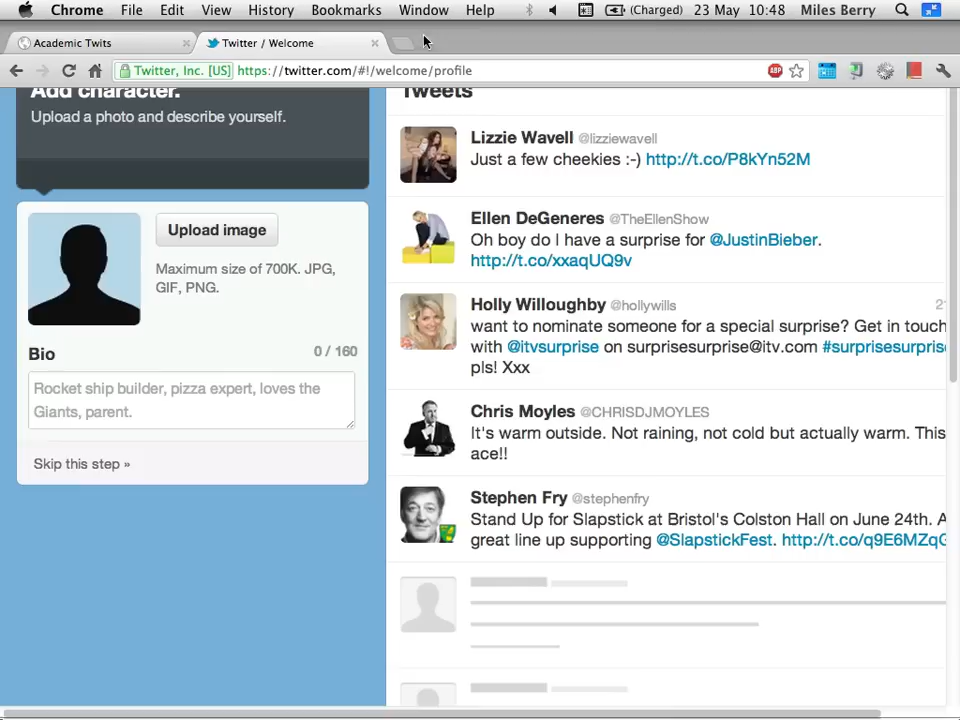 Chrome File Edit View History Bookmarks Window Help (Charged) 23 May 10:48 Miles Berry
Academic Twits
Twitter / Welcome
Twitter, Inc. [US] https://twitter.com/#!/welcome/profile
ABP
Add character.
Upload a photo and describe yourself.
Upload image
Maximum size of 700K. JPG,
GIF, PNG.
Bio 0 / 160
Rocket ship builder, pizza expert, loves the
Giants, parent.
Skip this step »
Tweets
Lizzie Wavell @lizziewavell
Just a few cheekies :-) http://t.co/P8kYn52M
Ellen DeGeneres @TheEllenShow
Oh boy do I have a surprise for @JustinBieber.
http://t.co/xxaqUQ9v
Holly Willoughby @hollywills
want to nominate someone for a special surprise? Get in touch
with @itvsurprise on surprisesurprise@itv.com #surprisesurprise
pls! Xxx
Chris Moyles @CHRISDJMOYLES
It's warm outside. Not raining, not cold but actually warm. This
ace!!
Stephen Fry @stephenfry
Stand Up for Slapstick at Bristol's Colston Hall on June 24th. A
great line up supporting @SlapstickFest. http://t.co/q9E6MZqG